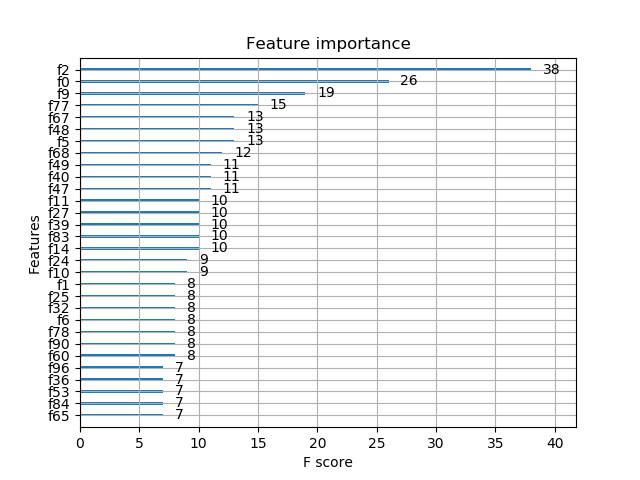 Feature importance
f2 38
f0 26
f9 19
f77 15
f67 13
f48 13
f5 13
f68 12
f49 11
f40 11
f47 11
f11 10
f27 10
f39 10
f83 10
f14 10
f24 9
f10 9
f1 8
f25 8
f32 8
f6 8
f78 8
f90 8
f60 8
f96 7
f36 7
f53 7
f84 7
f65 7
Features
0 5 10 15 20 25 30 35 40
F score